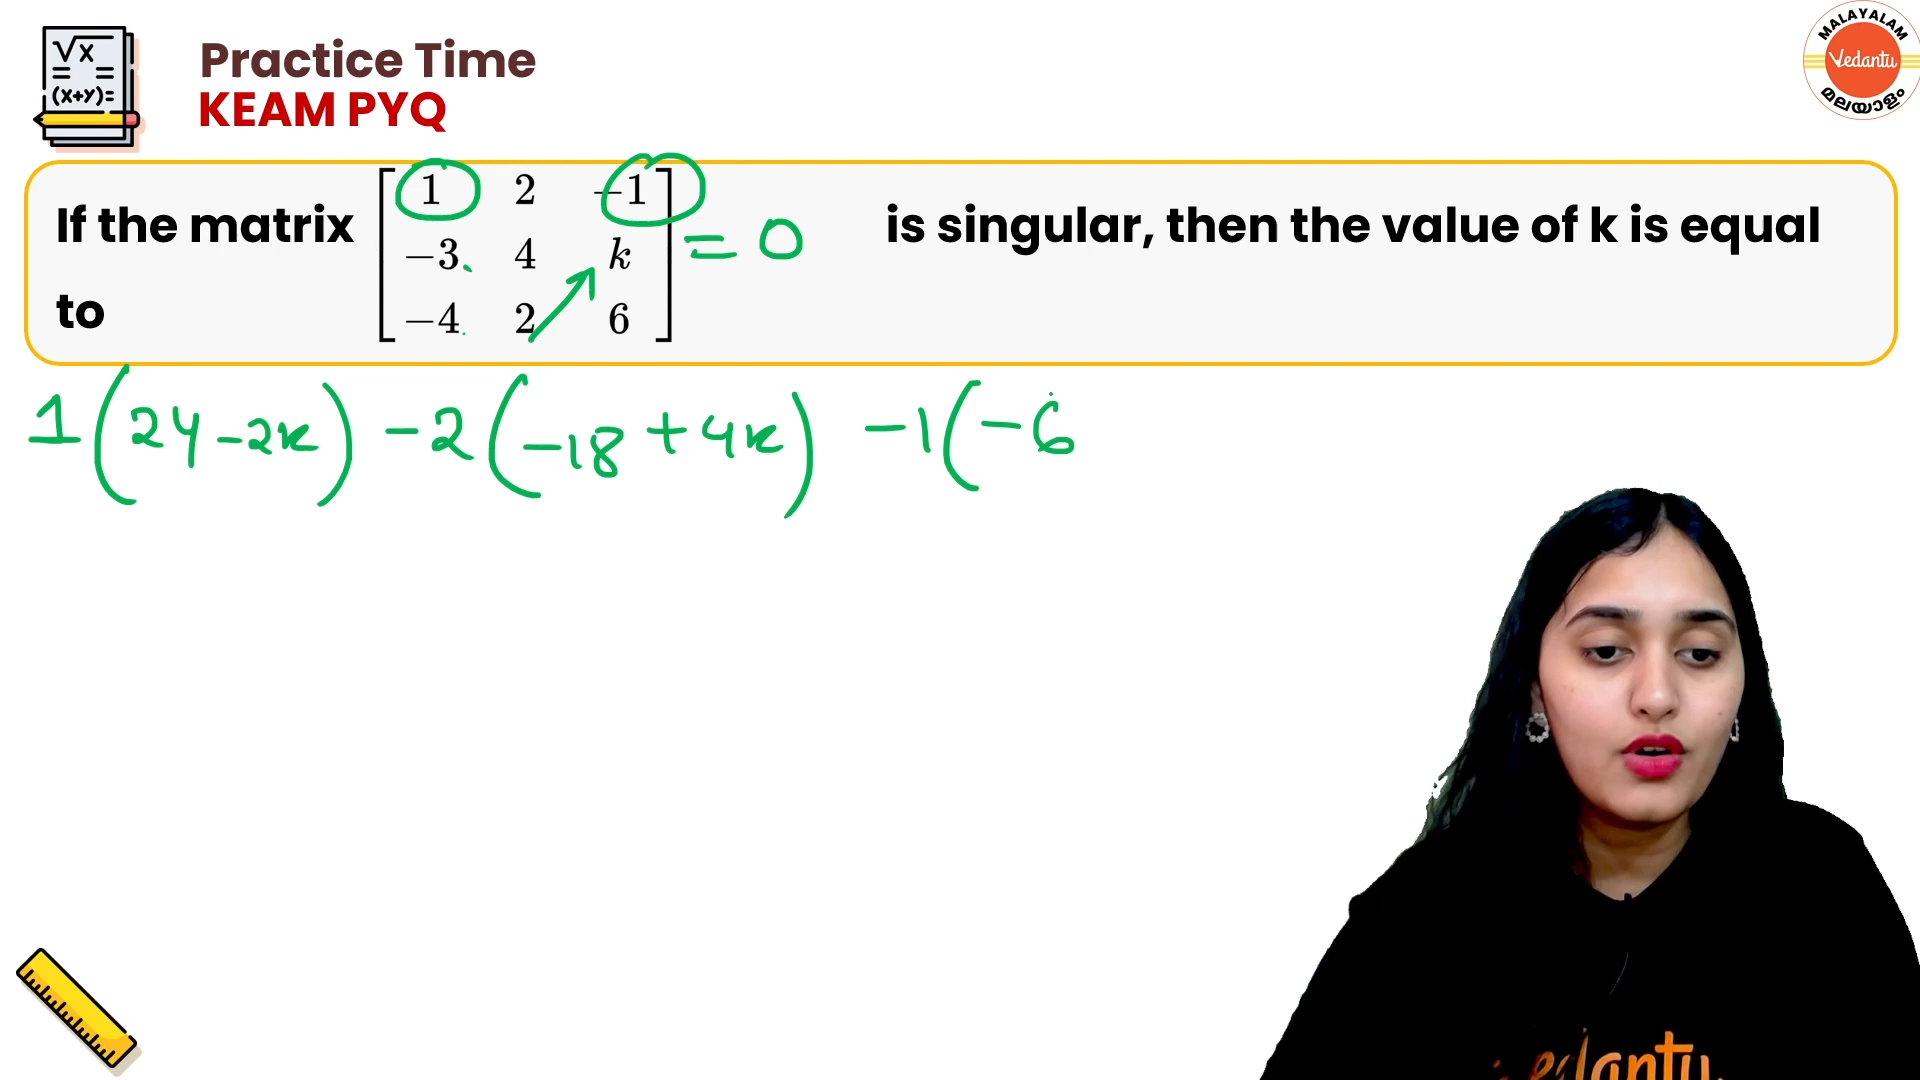 √x
= =
(x+y)=
Practice Time
KEAM PYQ
MALAYALAM
Vedantu
മലയാളം
If the matrix [1 2 −1 = 0 is singular, then the value of k is equal
−3 4 k
to −4 2 6]
1(24-2k) -2(-18+4k) -1(-6
vedantu